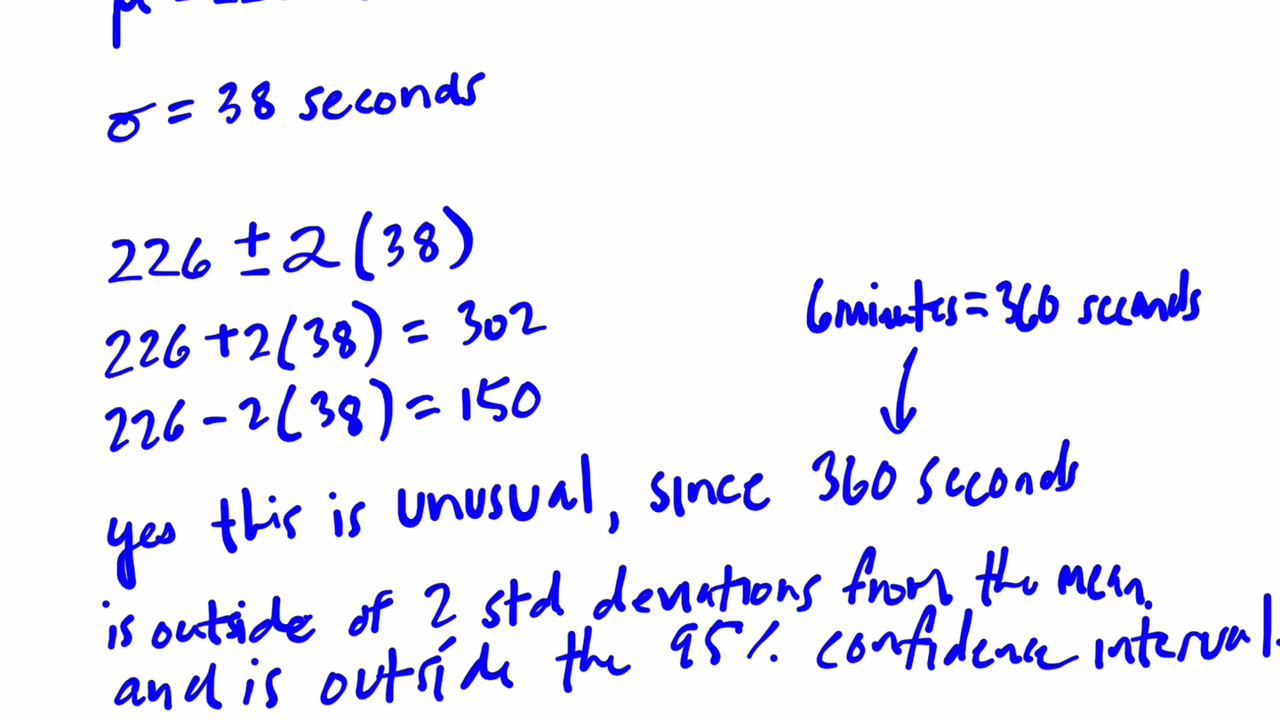 σ = 38 seconds
226 ± 2(38)
226 + 2(38) = 302
226 - 2(38) = 150
6 minutes = 360 seconds
yes this is unusual, since 360 seconds
is outside of 2 std deviations from the mean.
and is outside the 95% confidence interval.